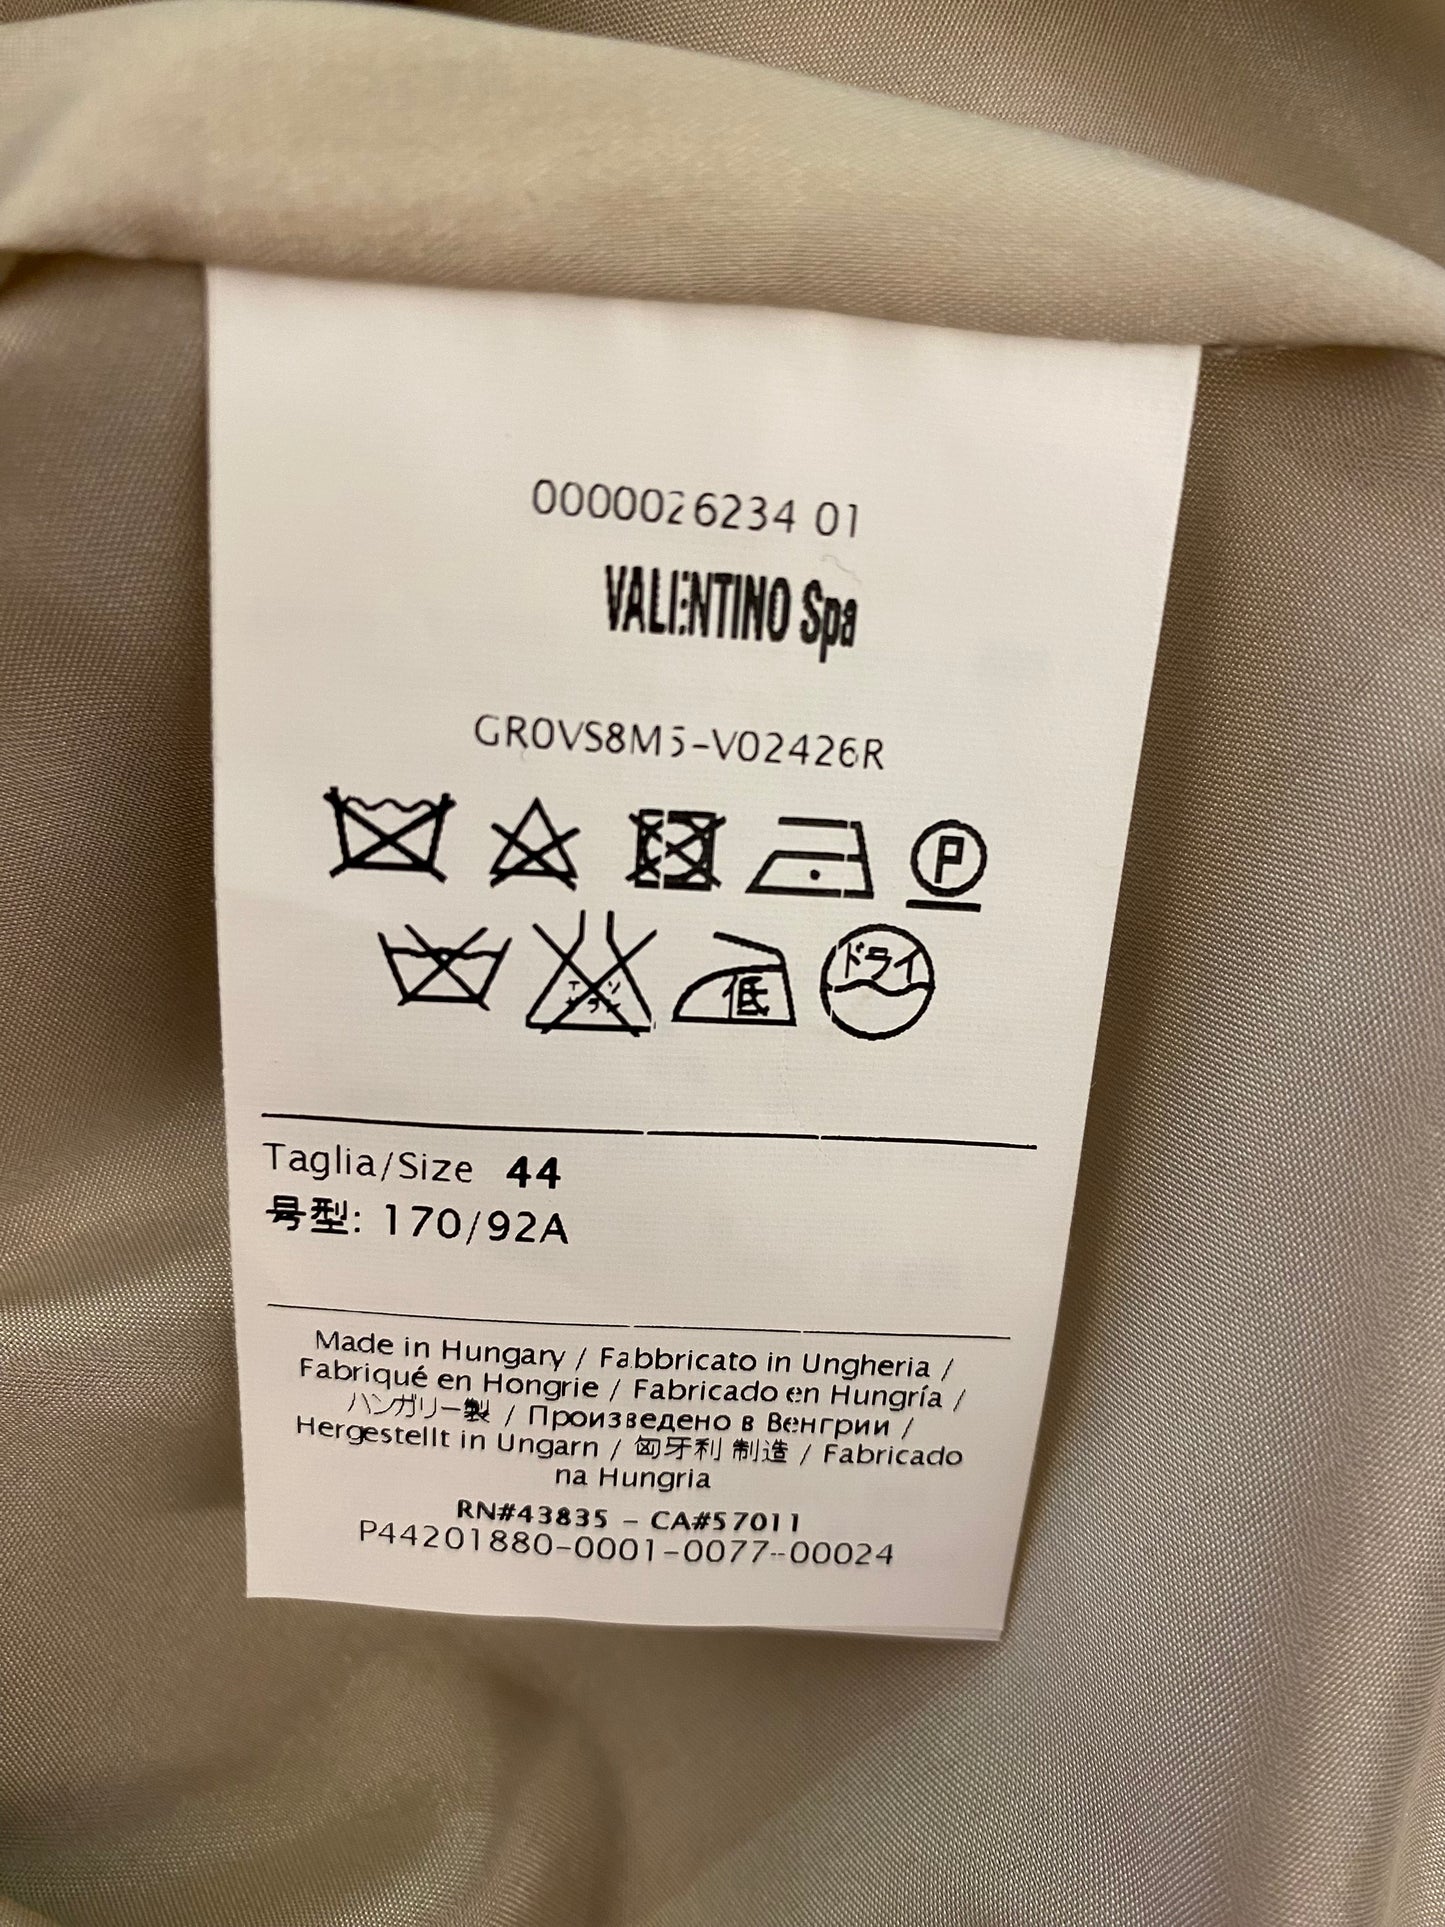 0000026234 01
VALENTINO Spa
GR0VS8M5-V02426R
P
ドライ
低
Taglia/Size 44
号型: 170/92A
Made in Hungary / Fabbricato in Ungheria /
Fabriqué en Hongrie / Fabricado en Hungría /
ハンガリー製 / Произведено в Венгрии /
Hergestellt in Ungarn / 匈牙利 制造 / Fabricado
na Hungria
RN#43835 – CA#57011
P44201880-0001-0077-00024